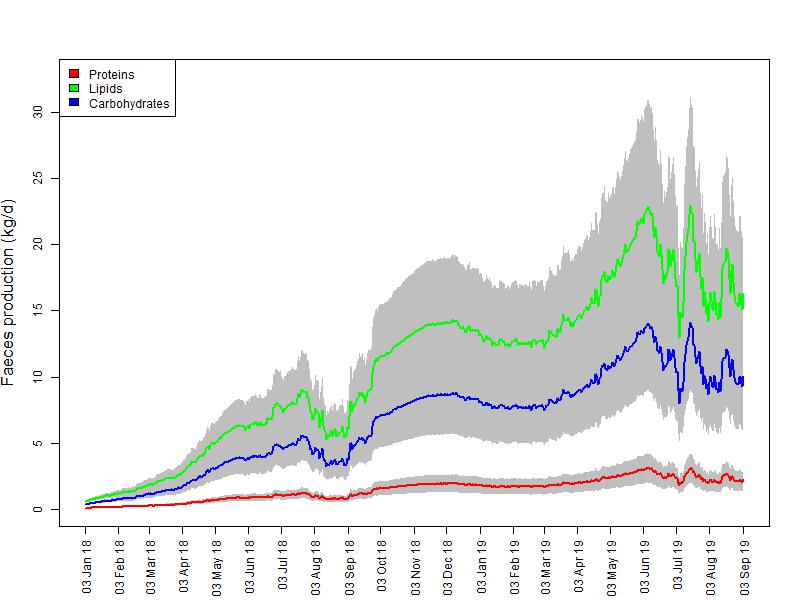 Proteins
Lipids
Carbohydrates
Faeces production (kg/d)
30
25
20
15
10
5
0
03 Jan 18
03 Feb 18
03 Mar 18
03 Apr 18
03 May 18
03 Jun 18
03 Jul 18
03 Aug 18
03 Sep 18
03 Oct 18
03 Nov 18
03 Dec 18
03 Jan 19
03 Feb 19
03 Mar 19
03 Apr 19
03 May 19
03 Jun 19
03 Jul 19
03 Aug 19
03 Sep 19